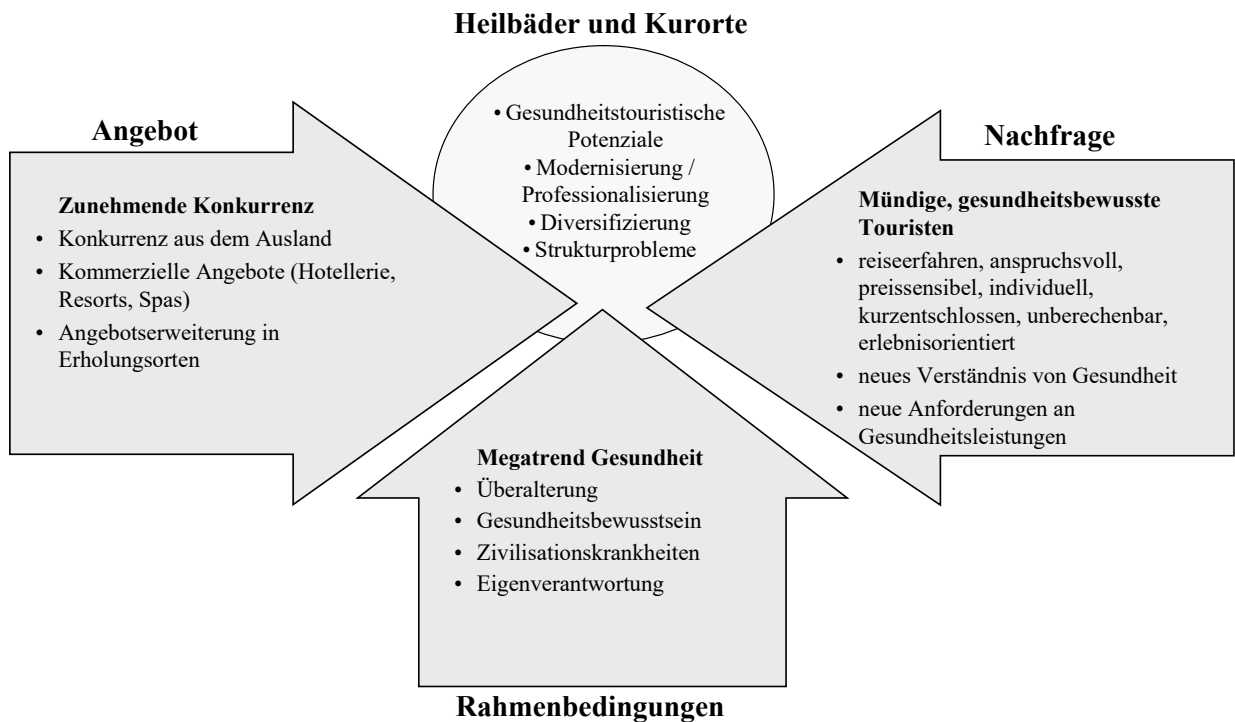 Heilbäder und Kurorte
• Gesundheitstouristische
Potenziale
• Modernisierung /
Professionalisierung
• Diversifizierung
• Strukturprobleme
Angebot
Zunehmende Konkurrenz
• Konkurrenz aus dem Ausland
• Kommerzielle Angebote (Hotellerie,
Resorts, Spas)
• Angebotserweiterung in
Erholungsorten
Nachfrage
Mündige, gesundheitsbewusste
Touristen
• reiseerfahren, anspruchsvoll,
preissensibel, individuell,
kurzentschlossen, unberechenbar,
erlebnisorientiert
• neues Verständnis von Gesundheit
• neue Anforderungen an
Gesundheitsleistungen
Megatrend Gesundheit
• Überalterung
• Gesundheitsbewusstsein
• Zivilisationskrankheiten
• Eigenverantwortung
Rahmenbedingungen